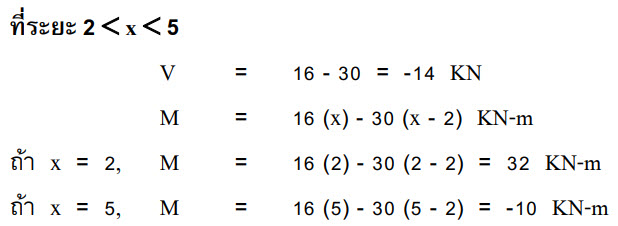 ที่ระยะ 2 < x < 5
V = 16 - 30 = -14 KN
M = 16 (x) - 30 (x - 2) KN-m
ถ้า x = 2, M = 16 (2) - 30 (2 - 2) = 32 KN-m
ถ้า x = 5, M = 16 (5) - 30 (5 - 2) = -10 KN-m